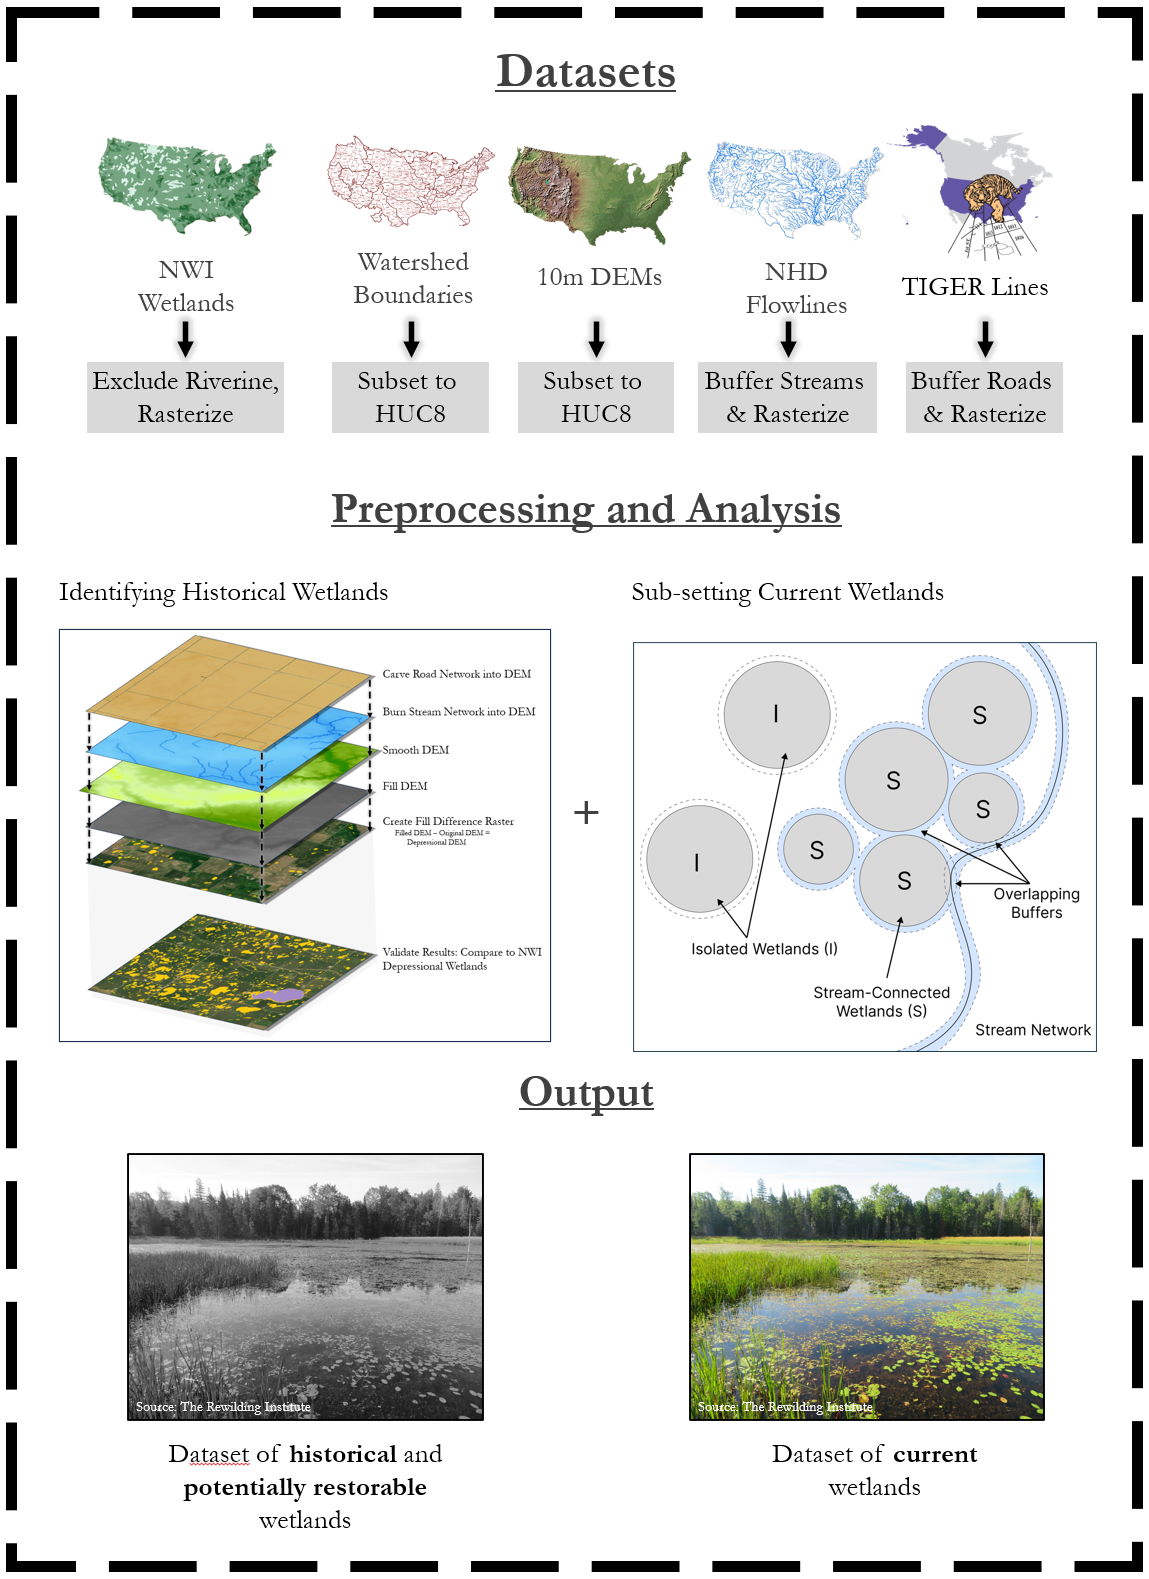 Datasets
NWI
Wetlands
Watershed
Boundaries
10m DEMs
NHD
Flowlines
TIGER Lines
Exclude Riverine,
Rasterize
Subset to
HUC8
Subset to
HUC8
Buffer Streams
& Rasterize
Buffer Roads
& Rasterize
Preprocessing and Analysis
Identifying Historical Wetlands
Carve Road Network into DEM
Burn Stream Network into DEM
Smooth DEM
Fill DEM
Create Fill Difference Raster
Filled DEM – Original DEM =
Depressional DEM
Validate Results: Compare to NWI
Depressional Wetlands
+
Sub-setting Current Wetlands
I
S
S
S
S
I
S
Overlapping
Buffers
Isolated Wetlands (I)
Stream-Connected
Wetlands (S)
Stream Network
Output
Source: The Rewilding Institute
Source: The Rewilding Institute
Dataset of historical and
potentially restorable
wetlands
Dataset of current
wetlands